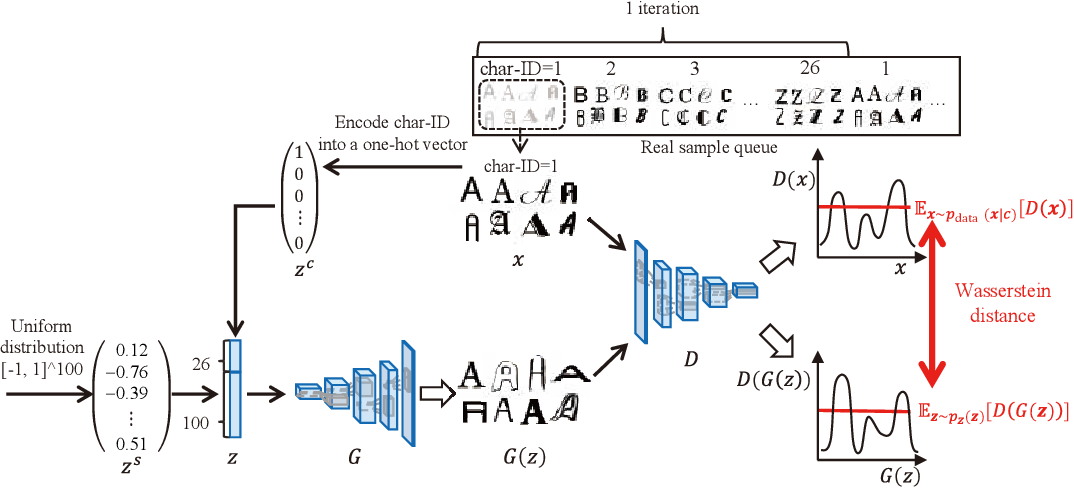 1 iteration
char-ID=1 2 3 26 1
A A A A B B B B C C C C ... Z Z Z Z A A A A ...
A A A A B B B B C C C C Z Z Z Z A A A A
Real sample queue
Encode char-ID
into a one-hot vector
char-ID=1
A A A A
A A A A
x
1
0
0
⋮
0
z^c
Uniform
distribution
[-1, 1]^100
0.12
−0.76
−0.39
⋮
0.51
z^s
26
100
z
G
A A A A
A A A A
G(z)
D
D(x)
𝔼_{x~p_data (x|c)}[D(x)]
x
Wasserstein
distance
D(G(z))
𝔼_{z~p_z(z)}[D(G(z))]
G(z)